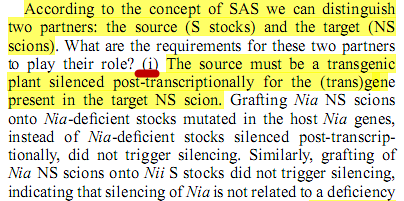 According to the concept of SAS we can distinguish
two partners: the source (S stocks) and the target (NS
scions). What are the requirements for these two partners
to play their role? (i) The source must be a transgenic
plant silenced post-transcriptionally for the (trans)gene
present in the target NS scion. Grafting Nia NS scions
onto Nia-deficient stocks mutated in the host Nia genes,
instead of Nia-deficient stocks silenced post-transcrip-
tionally, did not trigger silencing. Similarly, grafting of
Nia NS scions onto Nii S stocks did not trigger silencing,
indicating that silencing of Nia is not related to a deficiency